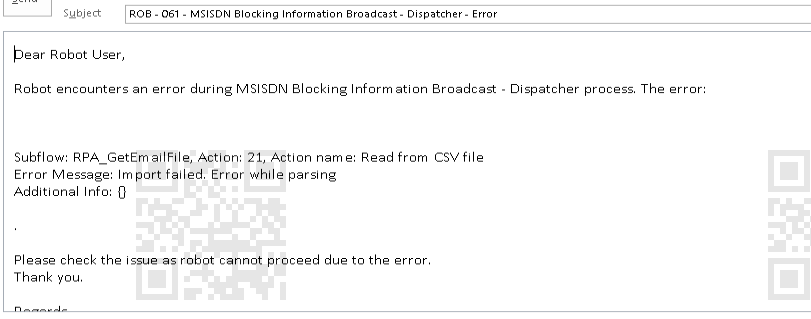 Send
Subject
ROB - 061 - MSISDN Blocking Information Broadcast - Dispatcher - Error
Dear Robot User,
Robot encounters an error during MSISDN Blocking Information Broadcast - Dispatcher process. The error:
Subflow: RPA_GetEmailFile, Action: 21, Action name: Read from CSV file
Error Message: Import failed. Error while parsing
Additional Info: {}
.
Please check the issue as robot cannot proceed due to the error.
Thank you.
Regards